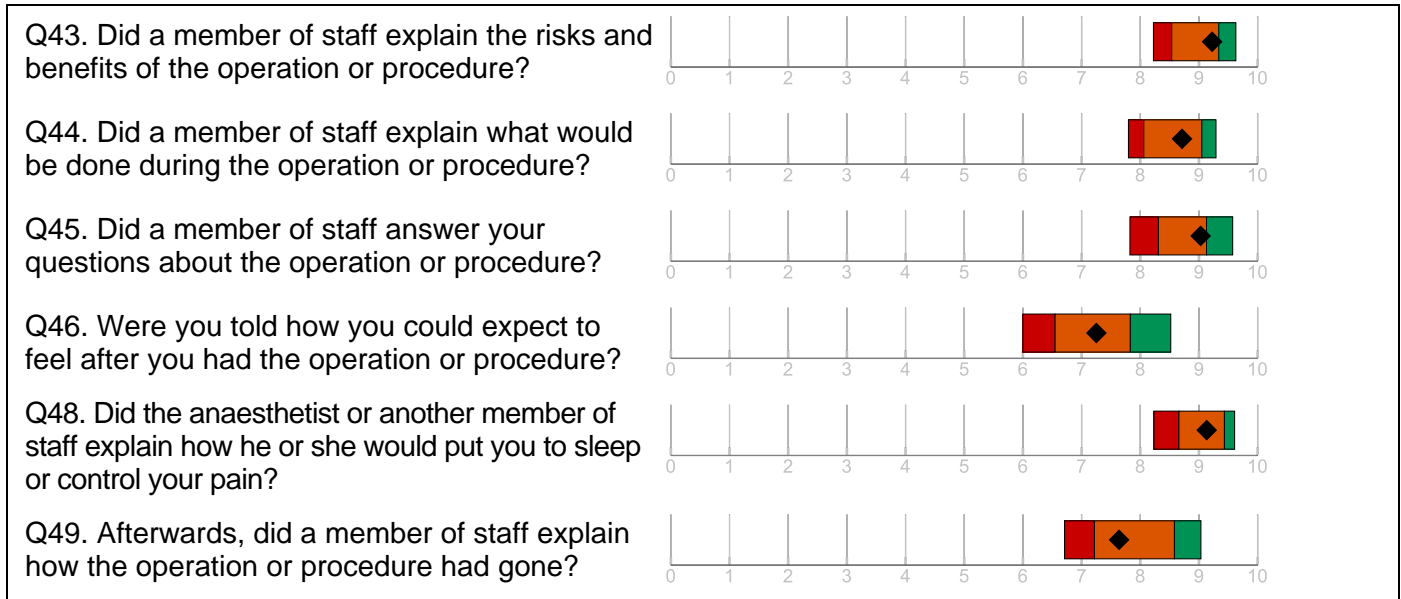 Q43. Did a member of staff explain the risks and
benefits of the operation or procedure?
0 1 2 3 4 5 6 7 8 9 10
Q44. Did a member of staff explain what would
be done during the operation or procedure?
0 1 2 3 4 5 6 7 8 9 10
Q45. Did a member of staff answer your
questions about the operation or procedure?
0 1 2 3 4 5 6 7 8 9 10
Q46. Were you told how you could expect to
feel after you had the operation or procedure?
0 1 2 3 4 5 6 7 8 9 10
Q48. Did the anaesthetist or another member of
staff explain how he or she would put you to sleep
or control your pain?
0 1 2 3 4 5 6 7 8 9 10
Q49. Afterwards, did a member of staff explain
how the operation or procedure had gone?
0 1 2 3 4 5 6 7 8 9 10